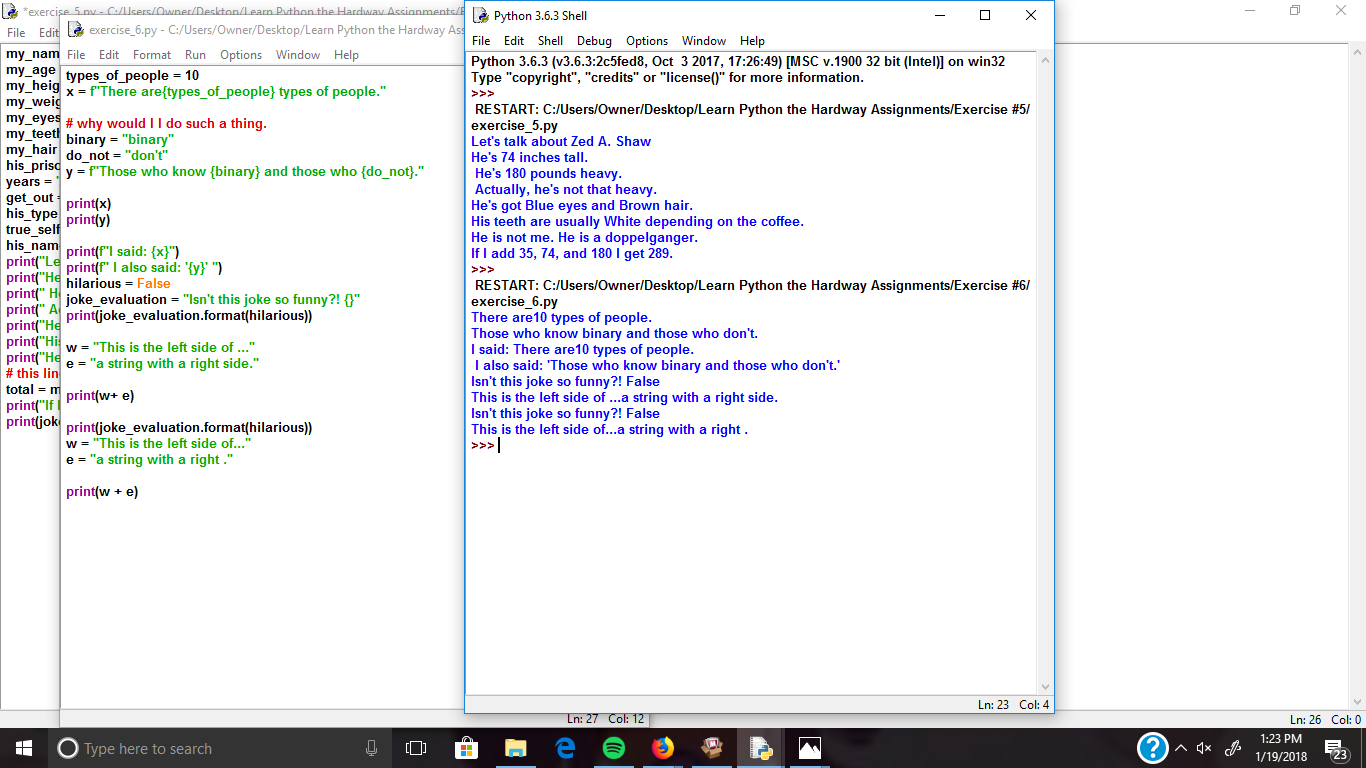 *exercise_5.py - C:/Users/Owner/Desktop/Learn Python the Hardway Assignments/E
File Edit
my_nam
my_age
my_heig
my_weig
my_eyes
my_teeth
my_hair
his_priso
years = '
get_out =
his_type_
true_self
his_nam
print("Le
print("He
print(" He
print(" Ac
print("He
print("His
print("He
# this lin
total = m
print("If I
print(jok
exercise_6.py - C:/Users/Owner/Desktop/Learn Python the Hardway Ass
File Edit Format Run Options Window Help
types_of_people = 10
x = f"There are{types_of_people} types of people."
# why would I I do such a thing.
binary = "binary"
do_not = "don't"
y = f"Those who know {binary} and those who {do_not}."
print(x)
print(y)
print(f"I said: {x}")
print(f" I also said: '{y}' ")
hilarious = False
joke_evaluation = "Isn't this joke so funny?! {}"
print(joke_evaluation.format(hilarious))
w = "This is the left side of ..."
e = "a string with a right side."
print(w+ e)
print(joke_evaluation.format(hilarious))
w = "This is the left side of..."
e = "a string with a right ."
print(w + e)
Ln: 27 Col: 12
Python 3.6.3 Shell
File Edit Shell Debug Options Window Help
Python 3.6.3 (v3.6.3:2c5fed8, Oct  3 2017, 17:26:49) [MSC v.1900 32 bit (Intel)] on win32
Type "copyright", "credits" or "license()" for more information.
>>>
 RESTART: C:/Users/Owner/Desktop/Learn Python the Hardway Assignments/Exercise #5/
exercise_5.py
Let's talk about Zed A. Shaw
He's 74 inches tall.
 He's 180 pounds heavy.
 Actually, he's not that heavy.
He's got Blue eyes and Brown hair.
His teeth are usually White depending on the coffee.
He is not me. He is a doppelganger.
If I add 35, 74, and 180 I get 289.
>>>
 RESTART: C:/Users/Owner/Desktop/Learn Python the Hardway Assignments/Exercise #6/
exercise_6.py
There are10 types of people.
Those who know binary and those who don't.
I said: There are10 types of people.
 I also said: 'Those who know binary and those who don't.'
Isn't this joke so funny?! False
This is the left side of ...a string with a right side.
Isn't this joke so funny?! False
This is the left side of...a string with a right .
>>>
Ln: 23 Col: 4
Ln: 26 Col: 0
Type here to search
1:23 PM
1/19/2018
23